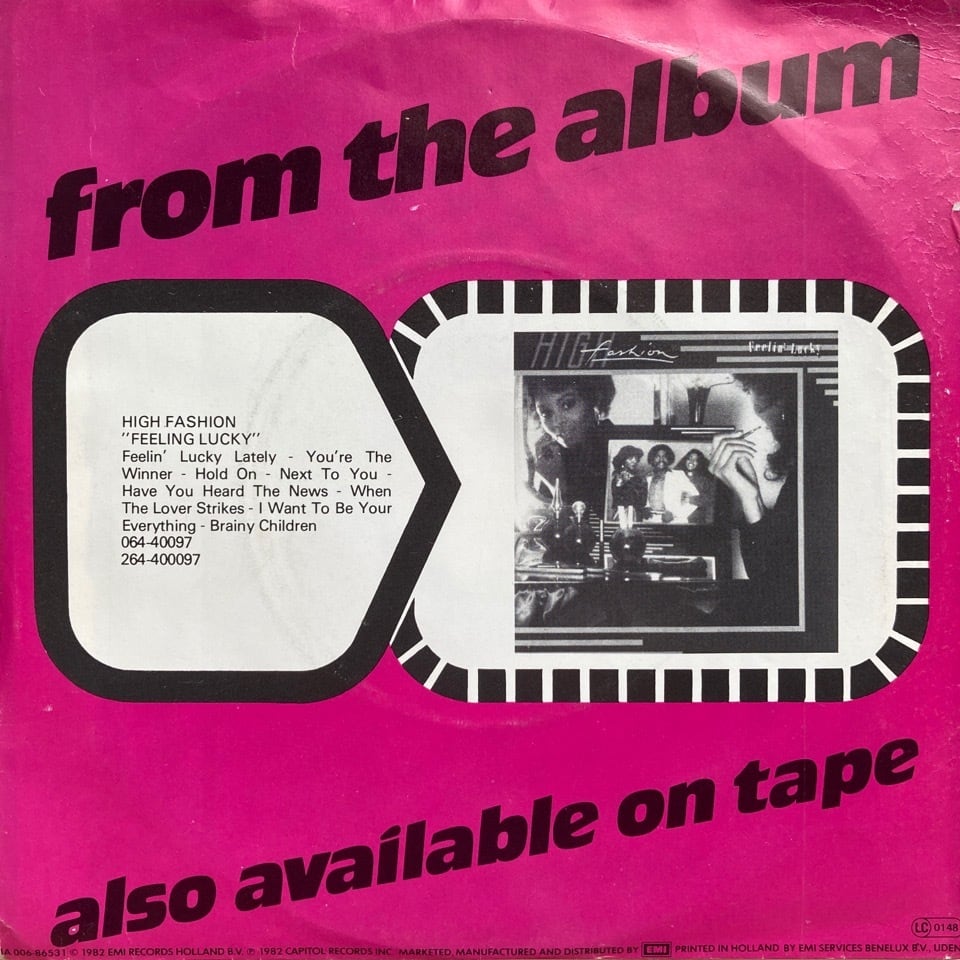 from the album
HIGH FASHION
''FEELING LUCKY''
Feelin' Lucky Lately - You're The
Winner - Hold On - Next To You -
Have You Heard The News - When
The Lover Strikes - I Want To Be Your
Everything - Brainy Children
064-40097
264-400097
HIGH fashion
Feelin' Lucky
also available on tape
LC 0148
1A 006-86531 © 1982 EMI RECORDS HOLLAND B.V. ℗ 1982 CAPITOL RECORDS INC. MARKETED, MANUFACTURED AND DISTRIBUTED BY EMI PRINTED IN HOLLAND BY EMI SERVICES BENELUX B.V., UDEN